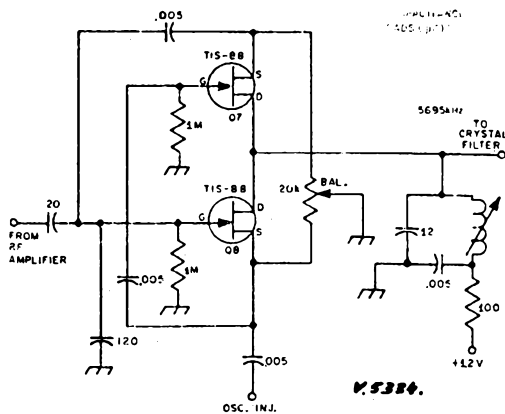 .005
TIS-88
G
S
D
Q7
1M
5695kHz
TO
CRYSTAL
FILTER
20
FROM
RF
AMPLIFIER
TIS-88
G
D
S
Q8
20k
BAL.
1M
.005
12
.005
100
120
.005
+12V
OSC. INJ.
V.5384.